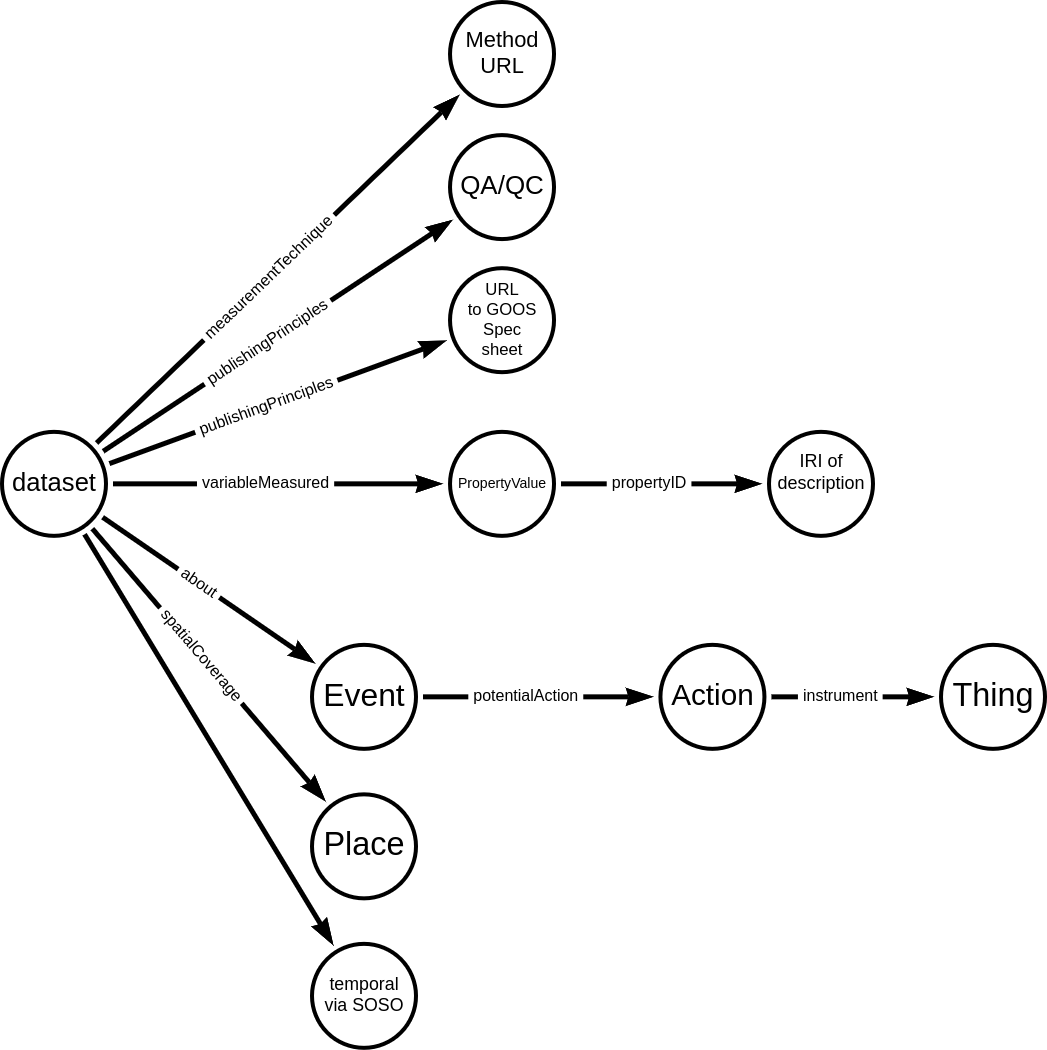 Method
URL
QA/QC
measurementTechnique
URL
to GOOS
Spec
sheet
publishingPrinciples
publishingPrinciples
dataset
variableMeasured
PropertyValue
propertyID
IRI of
description
about
spatialCoverage
Event
potentialAction
Action
instrument
Thing
Place
temporal
via SOSO